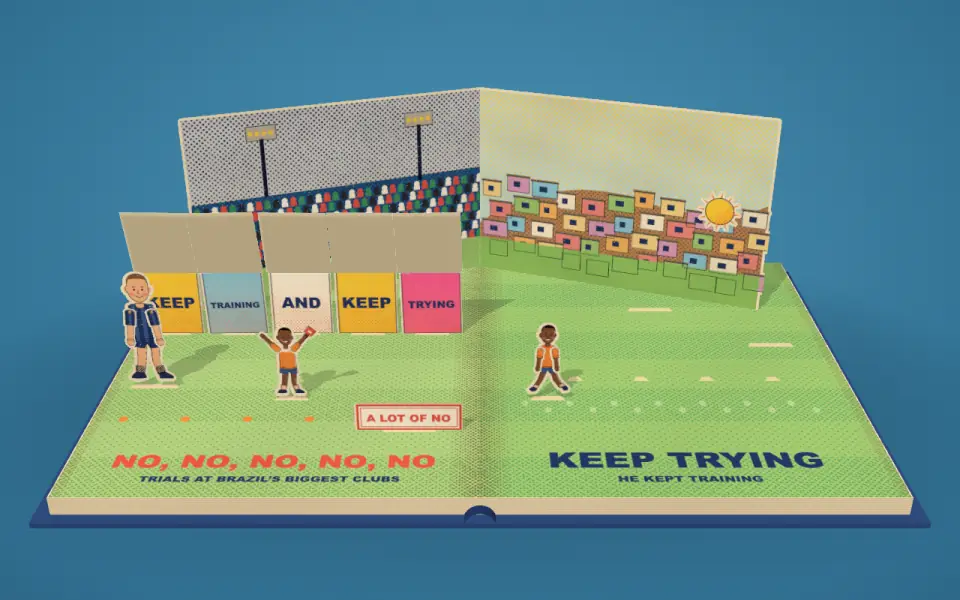 KEEP TRAINING AND KEEP TRYING
A LOT OF NO
NO, NO, NO, NO, NO
TRIALS AT BRAZIL'S BIGGEST CLUBS
KEEP TRYING
HE KEPT TRAINING